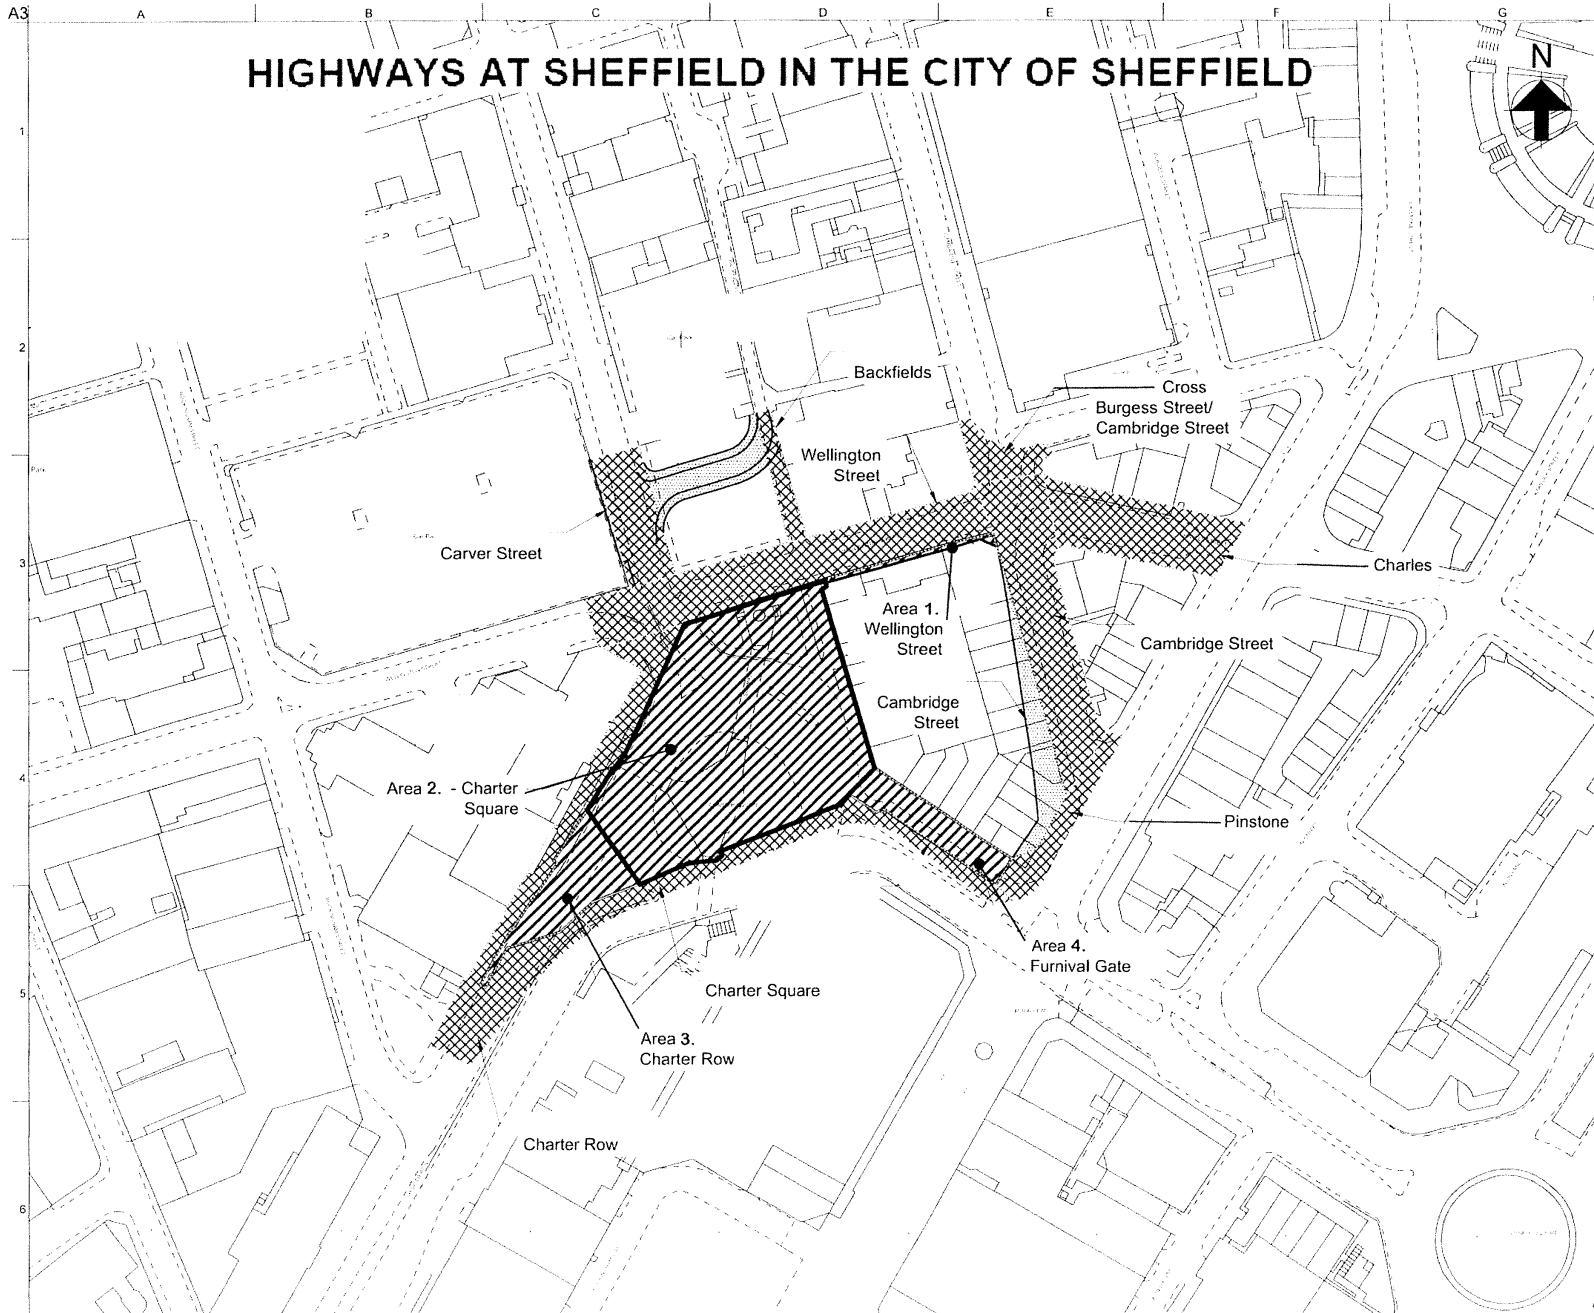 A3
A
B
C
D
E
F
G
HIGHWAYS AT SHEFFIELD IN THE CITY OF SHEFFIELD
N
1
2
Backfields
Cross
Burgess Street/
Cambridge Street
Wellington
Street
Carver Street
3
Charles
Area 1.
Wellington
Street
Cambridge Street
Cambridge
Street
4
Area 2. - Charter
Square
Pinstone
Area 4.
Furnival Gate
5
Charter Square
Area 3.
Charter Row
Charter Row
6